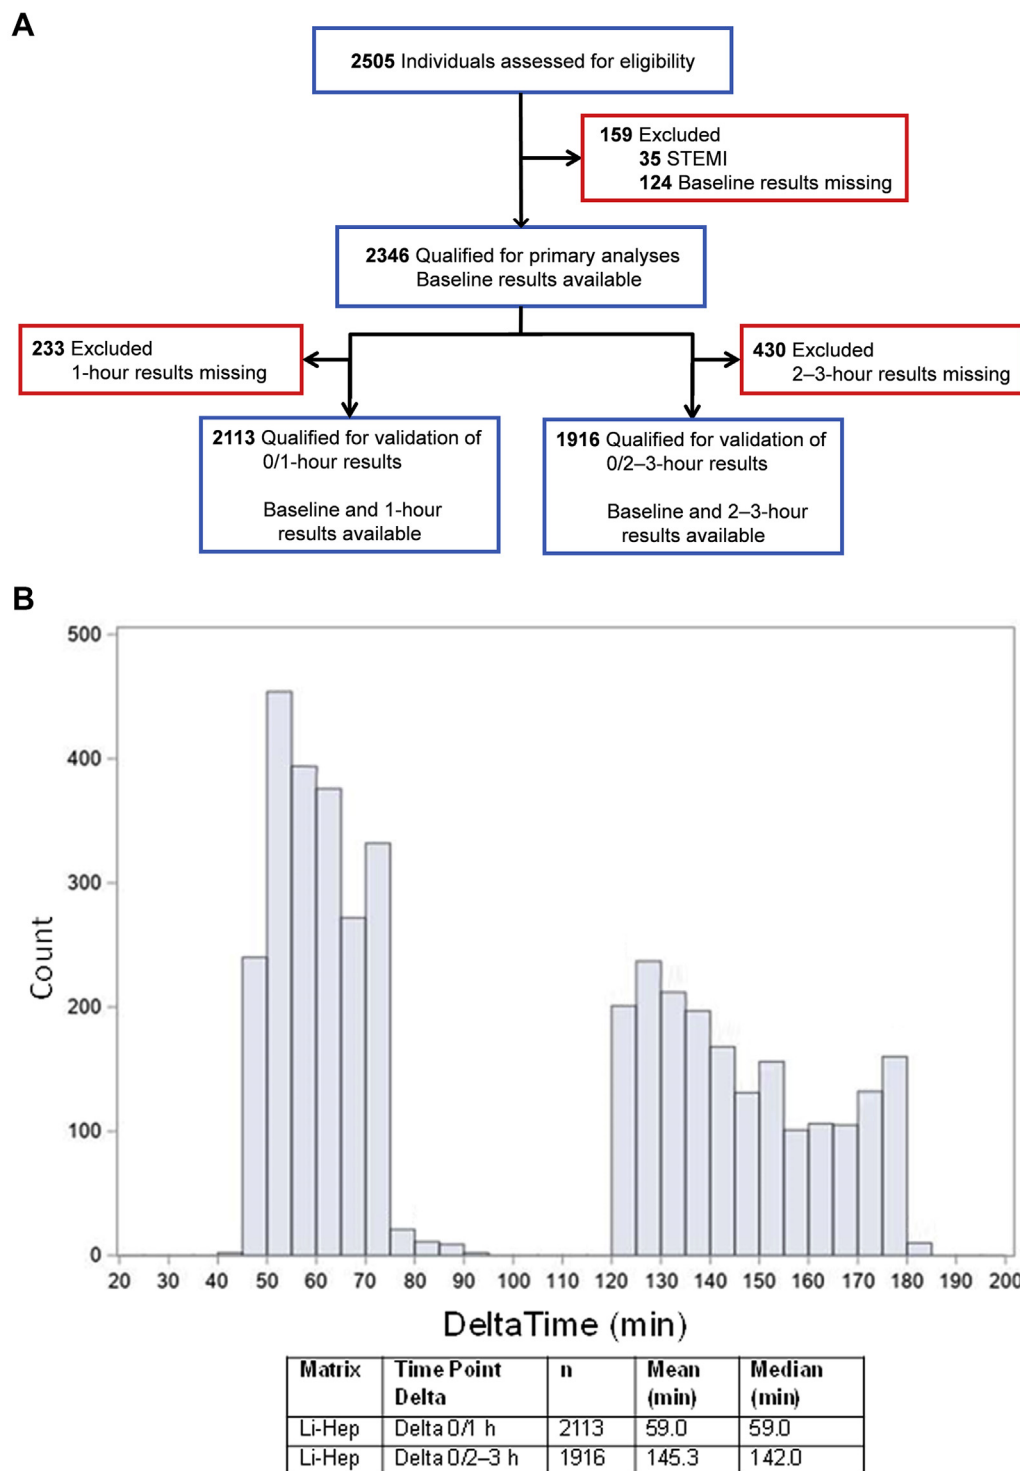 A
2505 Individuals assessed for eligibility
159 Excluded
35 STEMI
124 Baseline results missing
2346 Qualified for primary analyses
Baseline results available
233 Excluded
1-hour results missing
430 Excluded
2–3-hour results missing
2113 Qualified for validation of
0/1-hour results
Baseline and 1-hour
results available
1916 Qualified for validation of
0/2–3-hour results
Baseline and 2–3-hour
results available
B
500
400
300
200
100
0
Count
20 30 40 50 60 70 80 90 100 110 120 130 140 150 160 170 180 190 200
DeltaTime (min)
Matrix Time Point n Mean Median
Delta (min) (min)
Li-Hep Delta 0/1 h 2113 59.0 59.0
Li-Hep Delta 0/2–3 h 1916 145.3 142.0